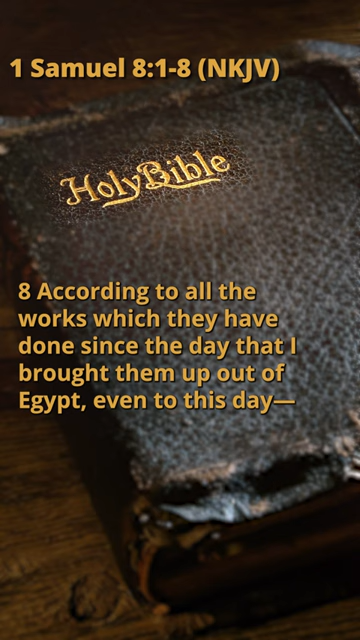 1 Samuel 8:1-8 (NKJV)
Holy Bible
8 According to all the
works which they have
done since the day that I
brought them up out of
Egypt, even to this day—